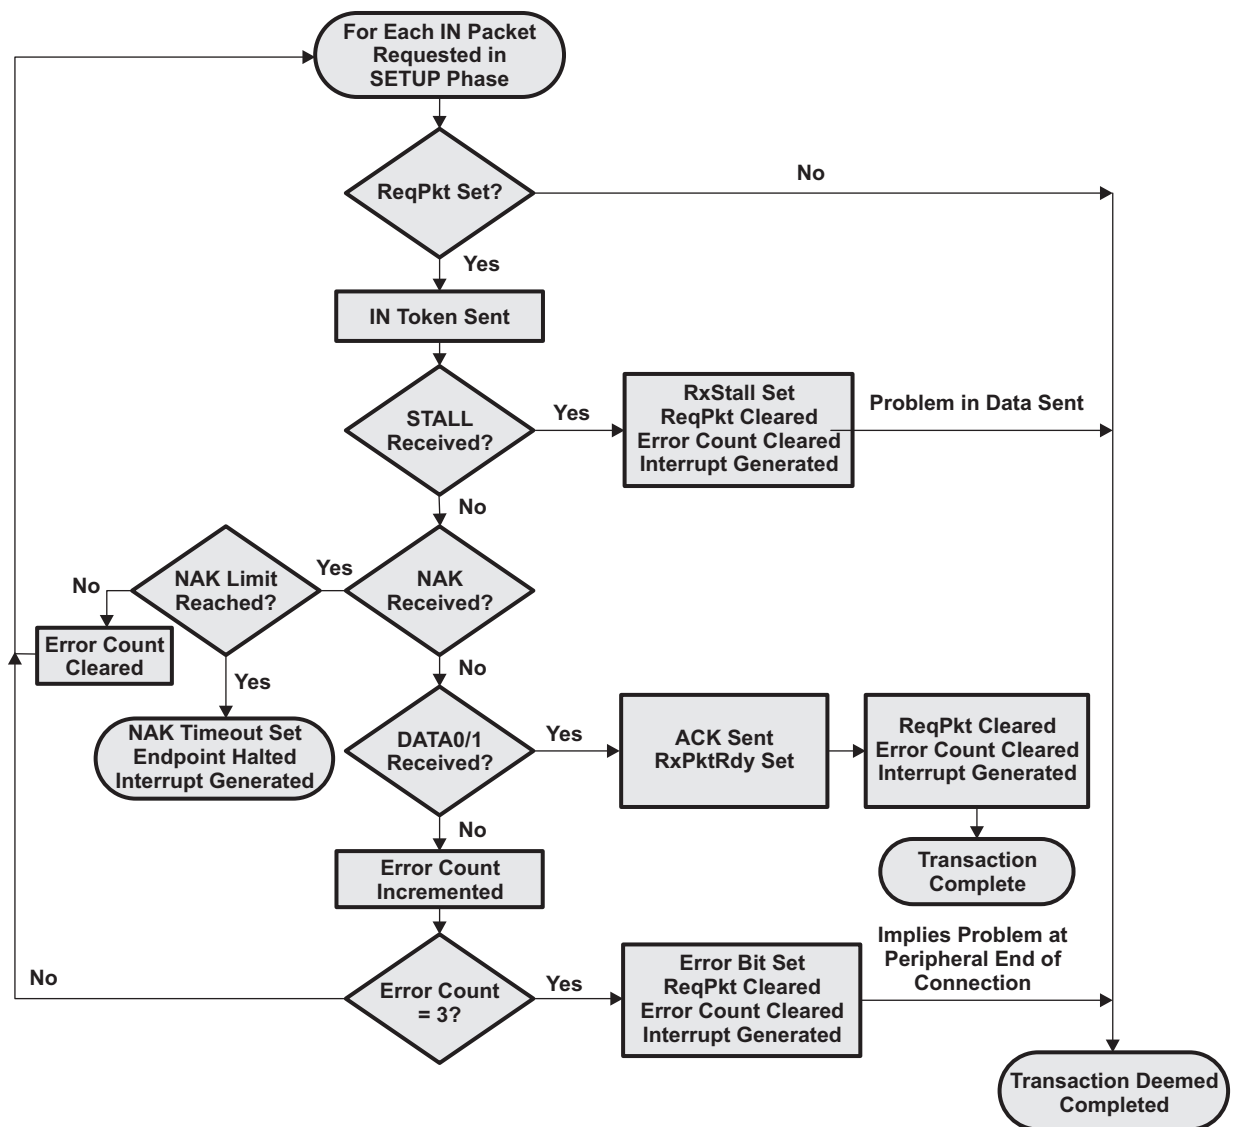 For Each IN Packet
Requested in
SETUP Phase
ReqPkt Set?
No
Yes
IN Token Sent
STALL
Received?
Yes
RxStall Set
ReqPkt Cleared
Error Count Cleared
Interrupt Generated
Problem in Data Sent
No
NAK
Received?
Yes
NAK Limit
Reached?
No
Error Count
Cleared
Yes
NAK Timeout Set
Endpoint Halted
Interrupt Generated
No
DATA0/1
Received?
Yes
ACK Sent
RxPktRdy Set
ReqPkt Cleared
Error Count Cleared
Interrupt Generated
Transaction
Complete
No
Error Count
Incremented
Error Count
= 3?
No
Yes
Error Bit Set
ReqPkt Cleared
Error Count Cleared
Interrupt Generated
Implies Problem at
Peripheral End of
Connection
Transaction Deemed
Completed